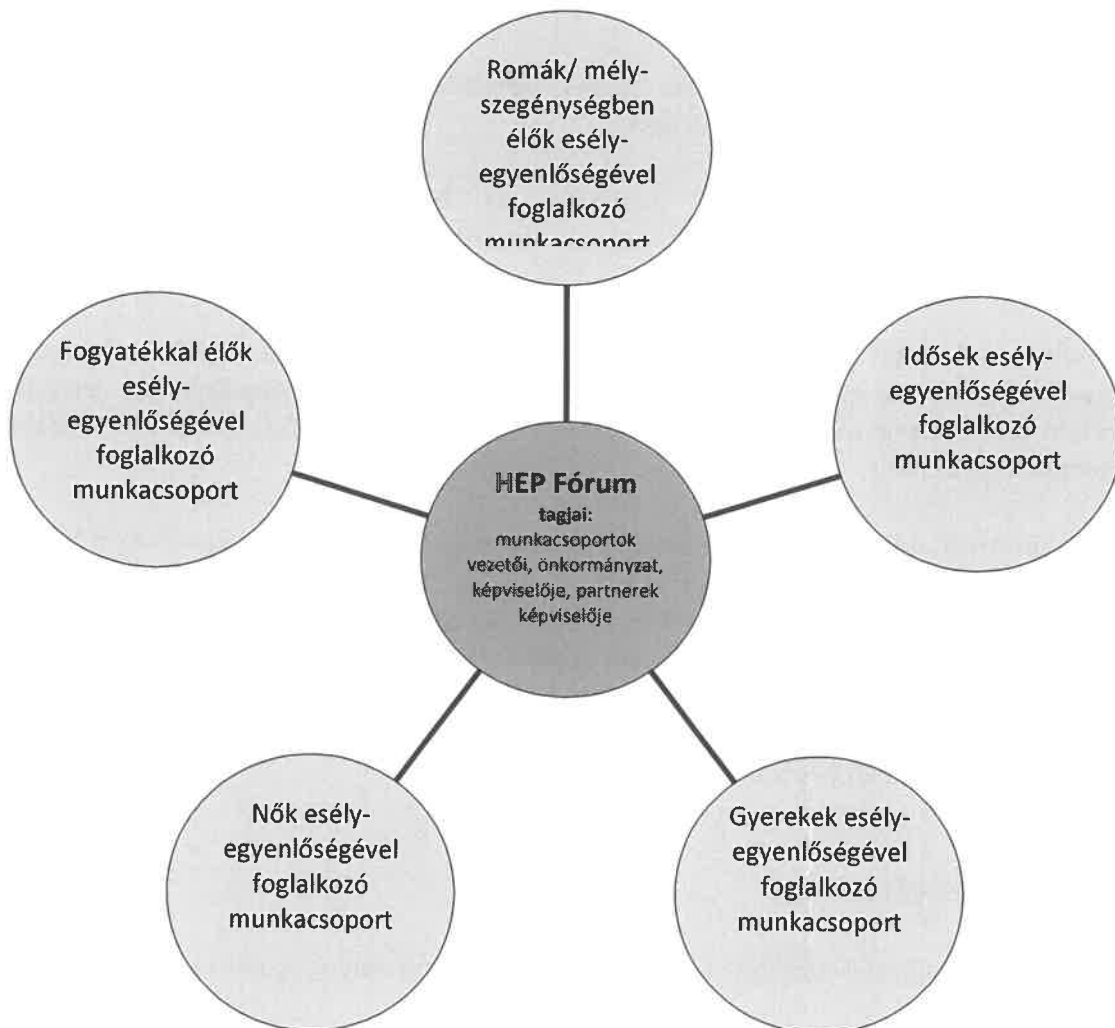 Romák/ mély-
szegénységben
élők esély-
egyenlőségével
foglalkozó
munkacsoport
Fogyatékkal élők
esély-
egyenlőségével
foglalkozó
munkacsoport
Idősek esély-
egyenlőségével
foglalkozó
munkacsoport
HEP Fórum
tagjai:
munkacsoportok
vezetői, önkormányzat,
képviselője, partnerek
képviselője
Nők esély-
egyenlőségével
foglalkozó
munkacsoport
Gyerekek esély-
egyenlőségével
foglalkozó
munkacsoport